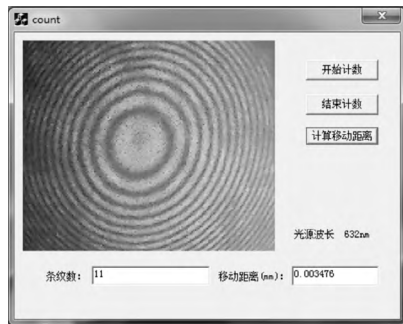 count
开始计数
结束计数
计算移动距离
光源波长 632nm
条纹数: 11 移动距离(mm): 0.003476